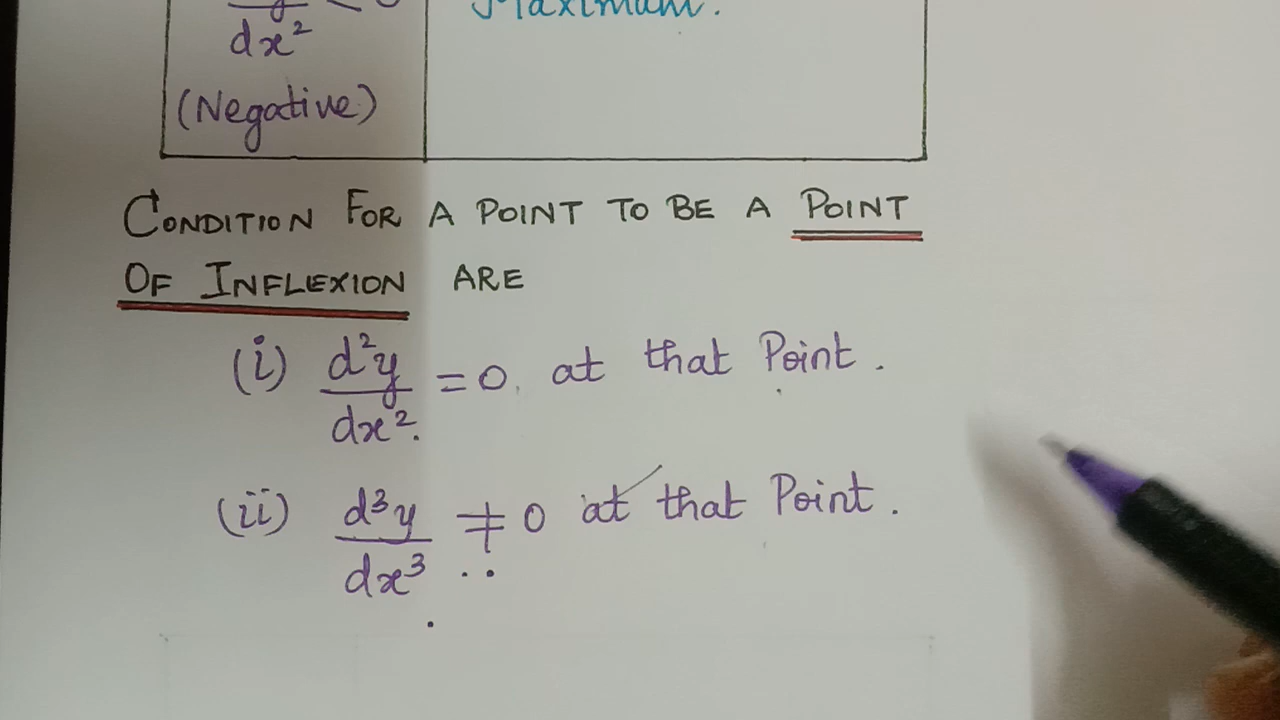 dx²
Maximum.
(Negative)
CONDITION FOR A POINT TO BE A POINT
OF INFLEXION ARE
(i) d²y/dx² = 0 at that Point.
(ii) d³y/dx³ ≠ 0 at that Point.